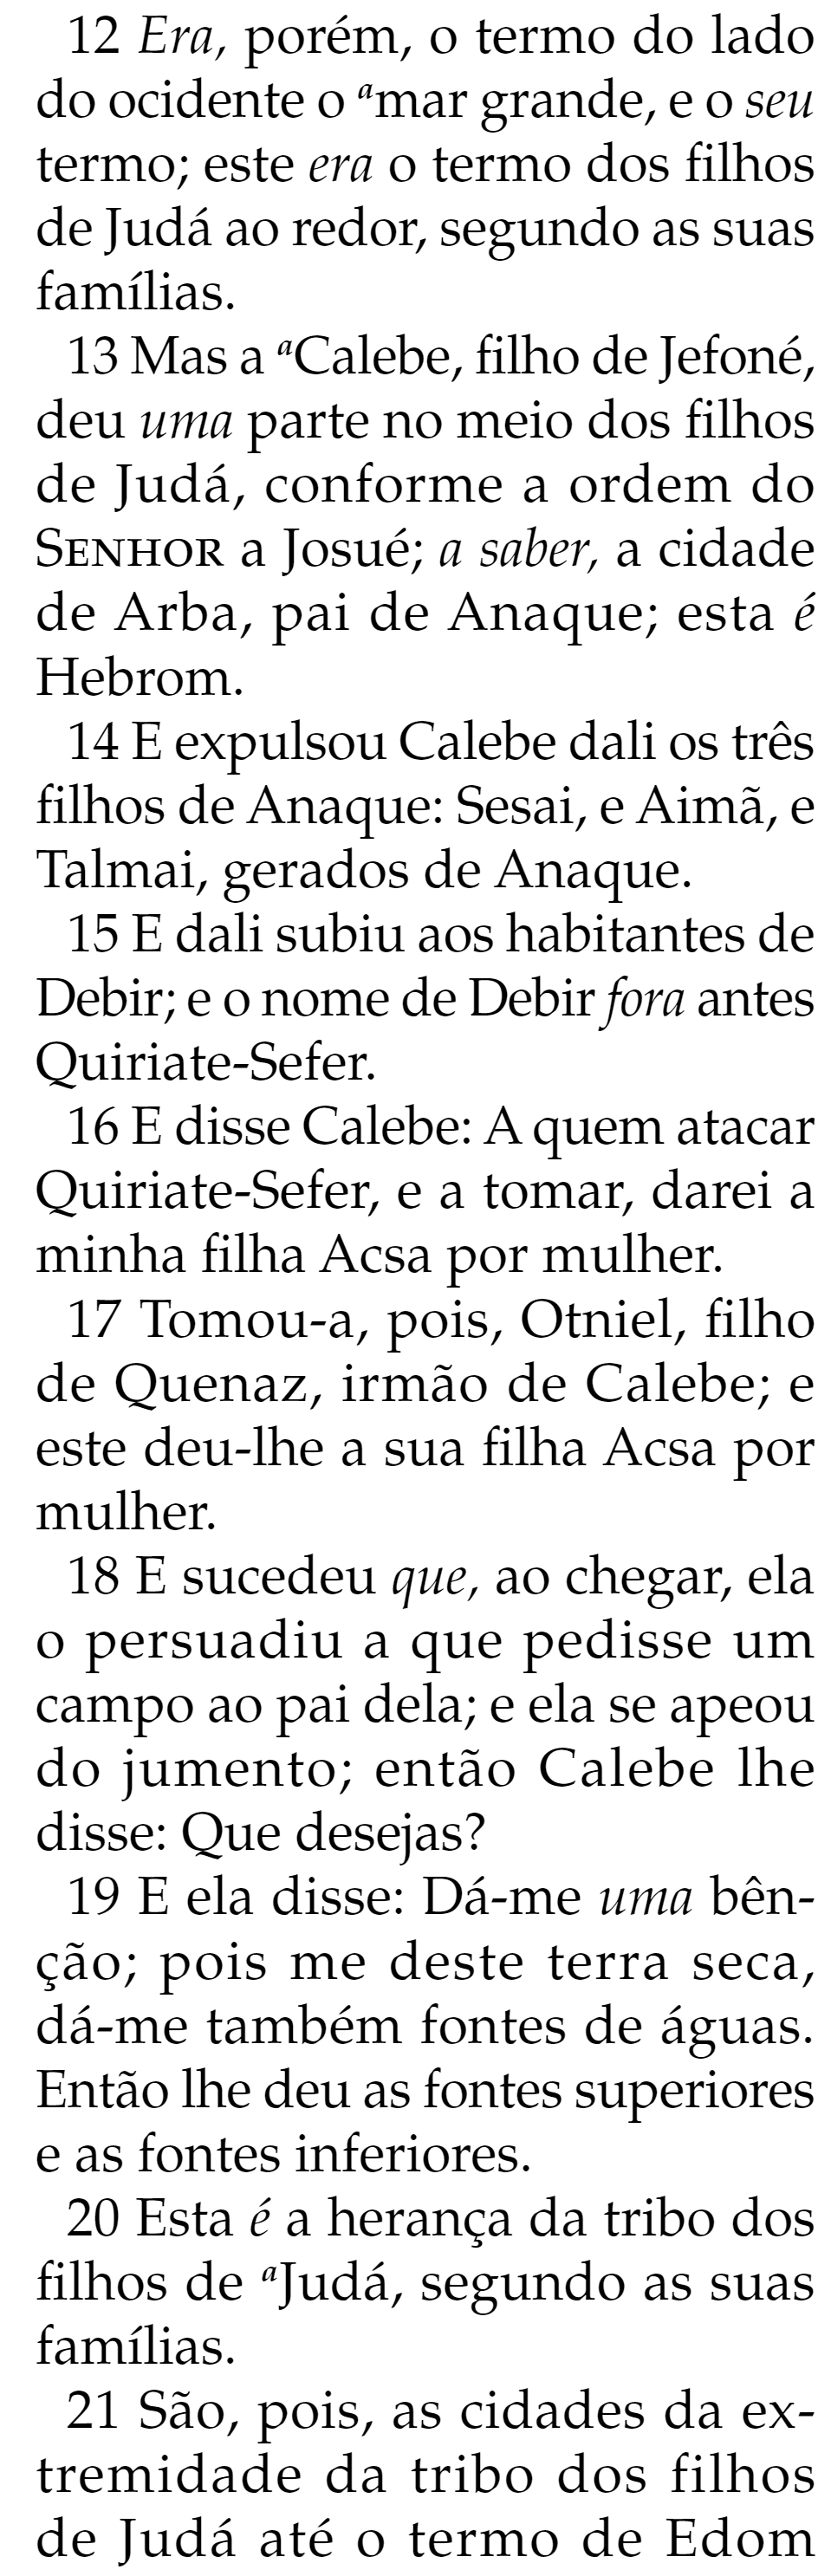 12 Era, porém, o termo do lado
do ocidente o ᵃmar grande, e o seu
termo; este era o termo dos filhos
de Judá ao redor, segundo as suas
famílias.
13 Mas a ᵃCalebe, filho de Jefoné,
deu uma parte no meio dos filhos
de Judá, conforme a ordem do
SENHOR a Josué; a saber, a cidade
de Arba, pai de Anaque; esta é
Hebrom.
14 E expulsou Calebe dali os três
filhos de Anaque: Sesai, e Aimã, e
Talmai, gerados de Anaque.
15 E dali subiu aos habitantes de
Debir; e o nome de Debir fora antes
Quiriate-Sefer.
16 E disse Calebe: A quem atacar
Quiriate-Sefer, e a tomar, darei a
minha filha Acsa por mulher.
17 Tomou-a, pois, Otniel, filho
de Quenaz, irmão de Calebe; e
este deu-lhe a sua filha Acsa por
mulher.
18 E sucedeu que, ao chegar, ela
o persuadiu a que pedisse um
campo ao pai dela; e ela se apeou
do jumento; então Calebe lhe
disse: Que desejas?
19 E ela disse: Dá-me uma bên-
ção; pois me deste terra seca,
dá-me também fontes de águas.
Então lhe deu as fontes superiores
e as fontes inferiores.
20 Esta é a herança da tribo dos
filhos de ᵃJudá, segundo as suas
famílias.
21 São, pois, as cidades da ex-
tremidade da tribo dos filhos
de Judá até o termo de Edom